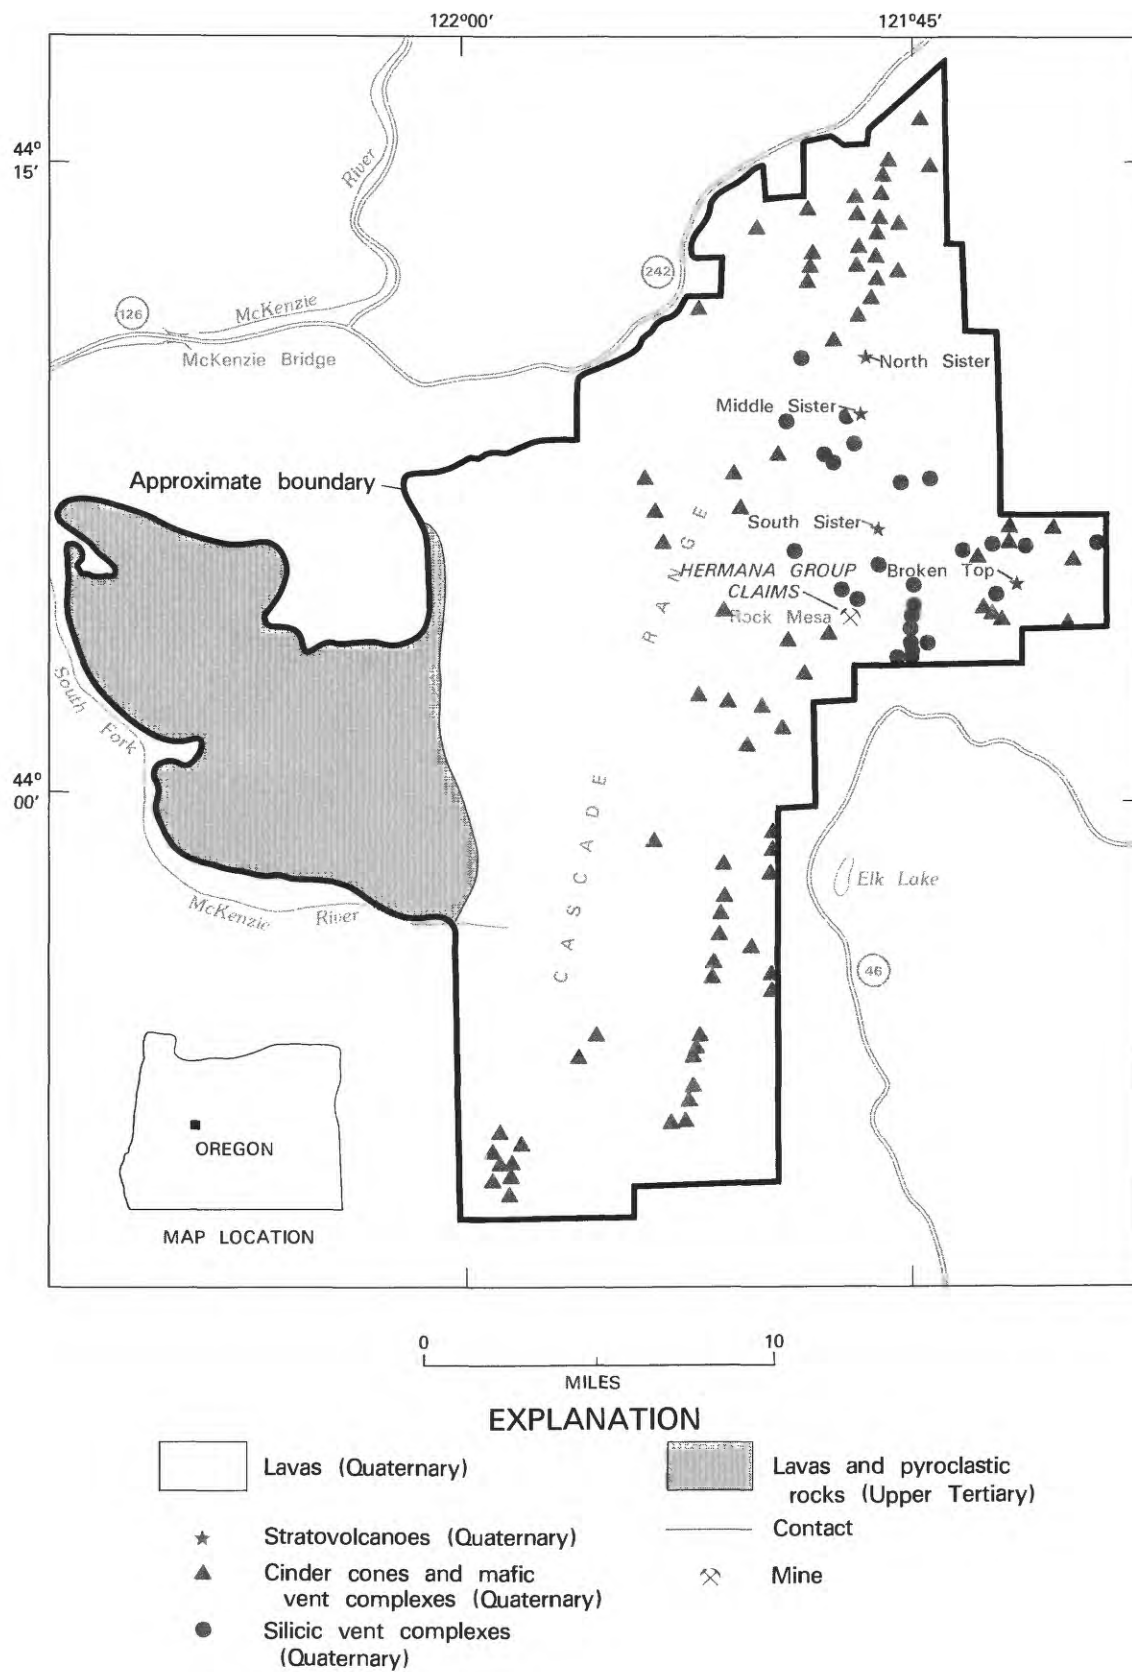 122°00′
121°45′
44°
15′
River
242
126
McKenzie
McKenzie Bridge
North Sister
Middle Sister
Approximate boundary
South Sister
RANGE
HERMANA GROUP
CLAIMS
Broken Top
Rock Mesa
South
Fork
44°
00′
CASCADE
Elk Lake
McKenzie
River
46
OREGON
MAP LOCATION
0
10
MILES
EXPLANATION
Lavas (Quaternary)
Stratovolcanoes (Quaternary)
Cinder cones and mafic
vent complexes (Quaternary)
Silicic vent complexes
(Quaternary)
Lavas and pyroclastic
rocks (Upper Tertiary)
Contact
Mine